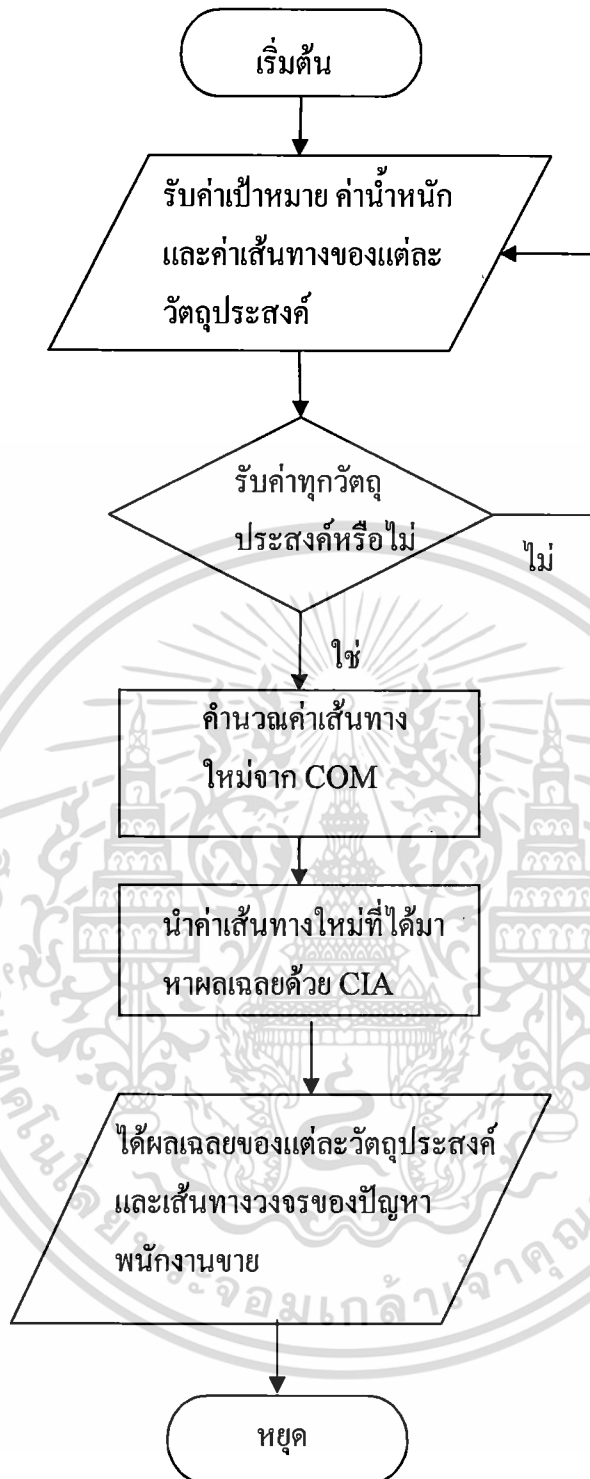 เริ่มต้น
รับค่าเป้าหมาย ค่าน้ำหนัก
และค่าเส้นทางของแต่ละ
วัตถุประสงค์
รับค่าทุกวัตถุ
ประสงค์หรือไม่
ไม่
ใช่
คำนวณค่าเส้นทาง
ใหม่จาก COM
นำค่าเส้นทางใหม่ที่ได้มา
หาผลเฉลยด้วย CIA
ได้ผลเฉลยของแต่ละวัตถุประสงค์
และเส้นทางวงจรของปัญหา
พนักงานขาย
หยุด